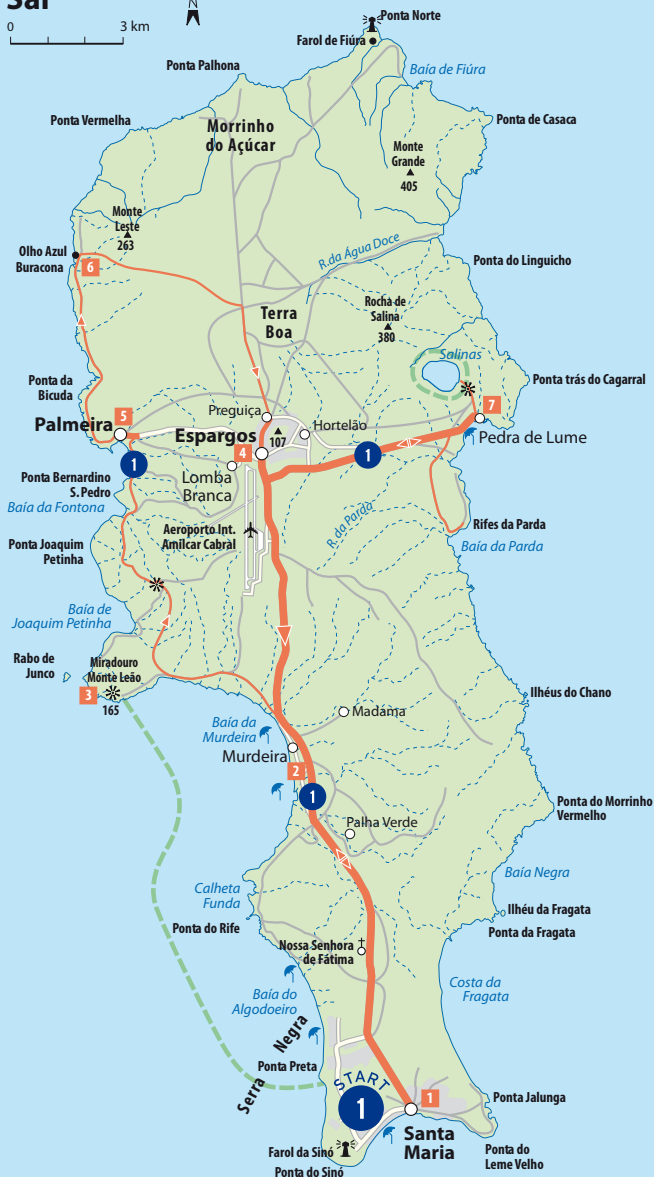 Sal
N
0 3 km
Ponta Norte
Farol de Fiúra
Ponta Palhona
Baía de Fiúra
Ponta Vermelha
Morrinho
do Açúcar
Ponta de Casaca
Monte
Grande
405
Monte
Leste
263
Olho Azul
Buracona
6
R.da Água Doce
Ponta do Linguicho
Terra
Boa
Rocha de
Salina
380
Salinas
Ponta trás do Cagarral
Ponta da
Bicuda
Preguiça
Palmeira
5
7
Espargos
107
Hortelão
Pedra de Lume
4
1
1
Lomba
Branca
Ponta Bernardino
S. Pedro
Baía da Fontona
Aeroporto Int.
Amílcar Cabral
R.da Parda
Rifes da Parda
Baía da Parda
Ponta Joaquim
Petinha
Baía de
Joaquim Petinha
Rabo de
Junco
Miradouro
Monte Leão
3
165
Ilhéus do Chano
Madama
Baía da
Murdeira
Murdeira
2
1
Ponta do Morrinho
Vermelho
Palha Verde
Baía Negra
Calheta
Funda
Ilhéu da Fragata
Ponta da Fragata
Ponta do Rife
Nossa Senhora
de Fátima
Costa da
Fragata
Baía do
Algodoeiro
Serra Negra
Ponta Preta
START
1
1
Ponta Jalunga
Santa
Maria
Farol da Sinó
Ponta do Sinó
Ponta do
Leme Velho